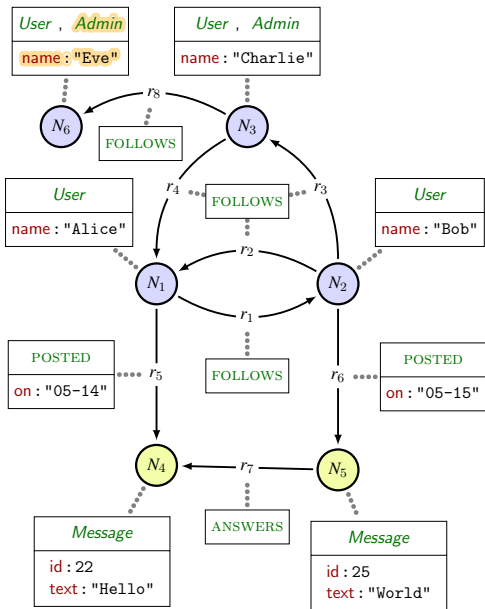 User , Admin
name : "Eve"
User , Admin
name : "Charlie"
r8
N6
N3
FOLLOWS
r4
FOLLOWS
r3
User
name : "Alice"
User
name : "Bob"
r2
N1
N2
r1
FOLLOWS
POSTED
on : "05-14"
r5
r6
POSTED
on : "05-15"
N4
r7
N5
ANSWERS
Message
id : 22
text : "Hello"
Message
id : 25
text : "World"